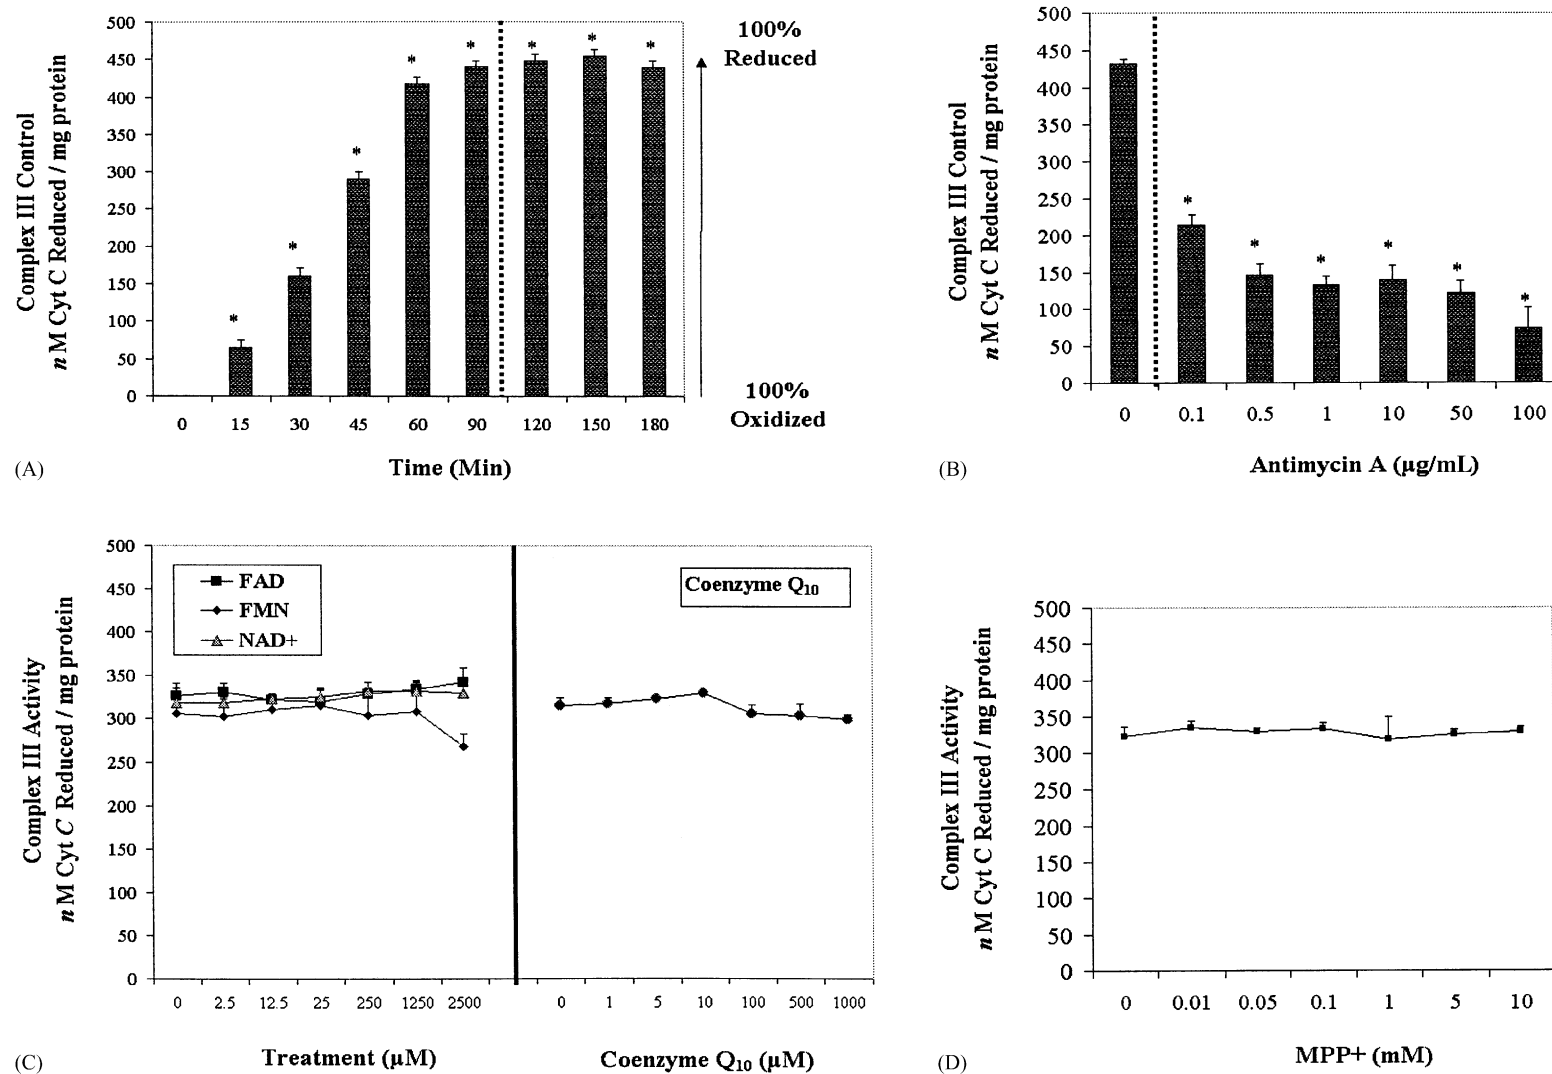 Complex III Control
n M Cyt C Reduced / mg protein
500
450
400
350
300
250
200
150
100
50
0
* * * * * * * *
0 15 30 45 60 90 120 150 180
Time (Min)
100%
Reduced
100%
Oxidized
(A)
Complex III Control
n M Cyt C Reduced / mg protein
500
450
400
350
300
250
200
150
100
50
0
* * * * * *
0 0.1 0.5 1 10 50 100
Antimycin A (µg/mL)
(B)
Complex III Activity
n M Cyt C Reduced / mg protein
500
450
400
350
300
250
200
150
100
50
0
FAD
FMN
NAD+
Coenzyme Q10
0 2.5 12.5 25 250 1250 2500
0 1 5 10 100 500 1000
Treatment (µM)
Coenzyme Q10 (µM)
(C)
Complex III Activity
n M Cyt C Reduced / mg protein
500
450
400
350
300
250
200
150
100
50
0
0 0.01 0.05 0.1 1 5 10
MPP+ (mM)
(D)